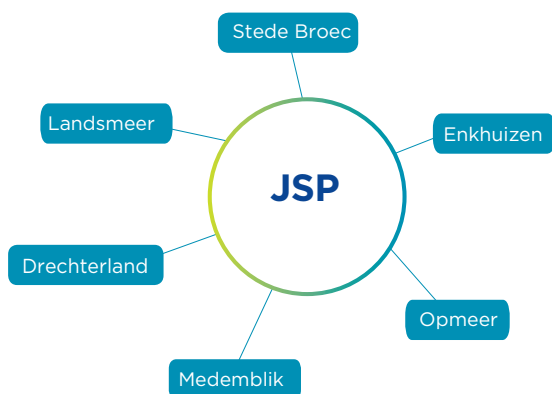 Stede Broec
Landsmeer
Enkhuizen
JSP
Drechterland
Opmeer
Medemblik